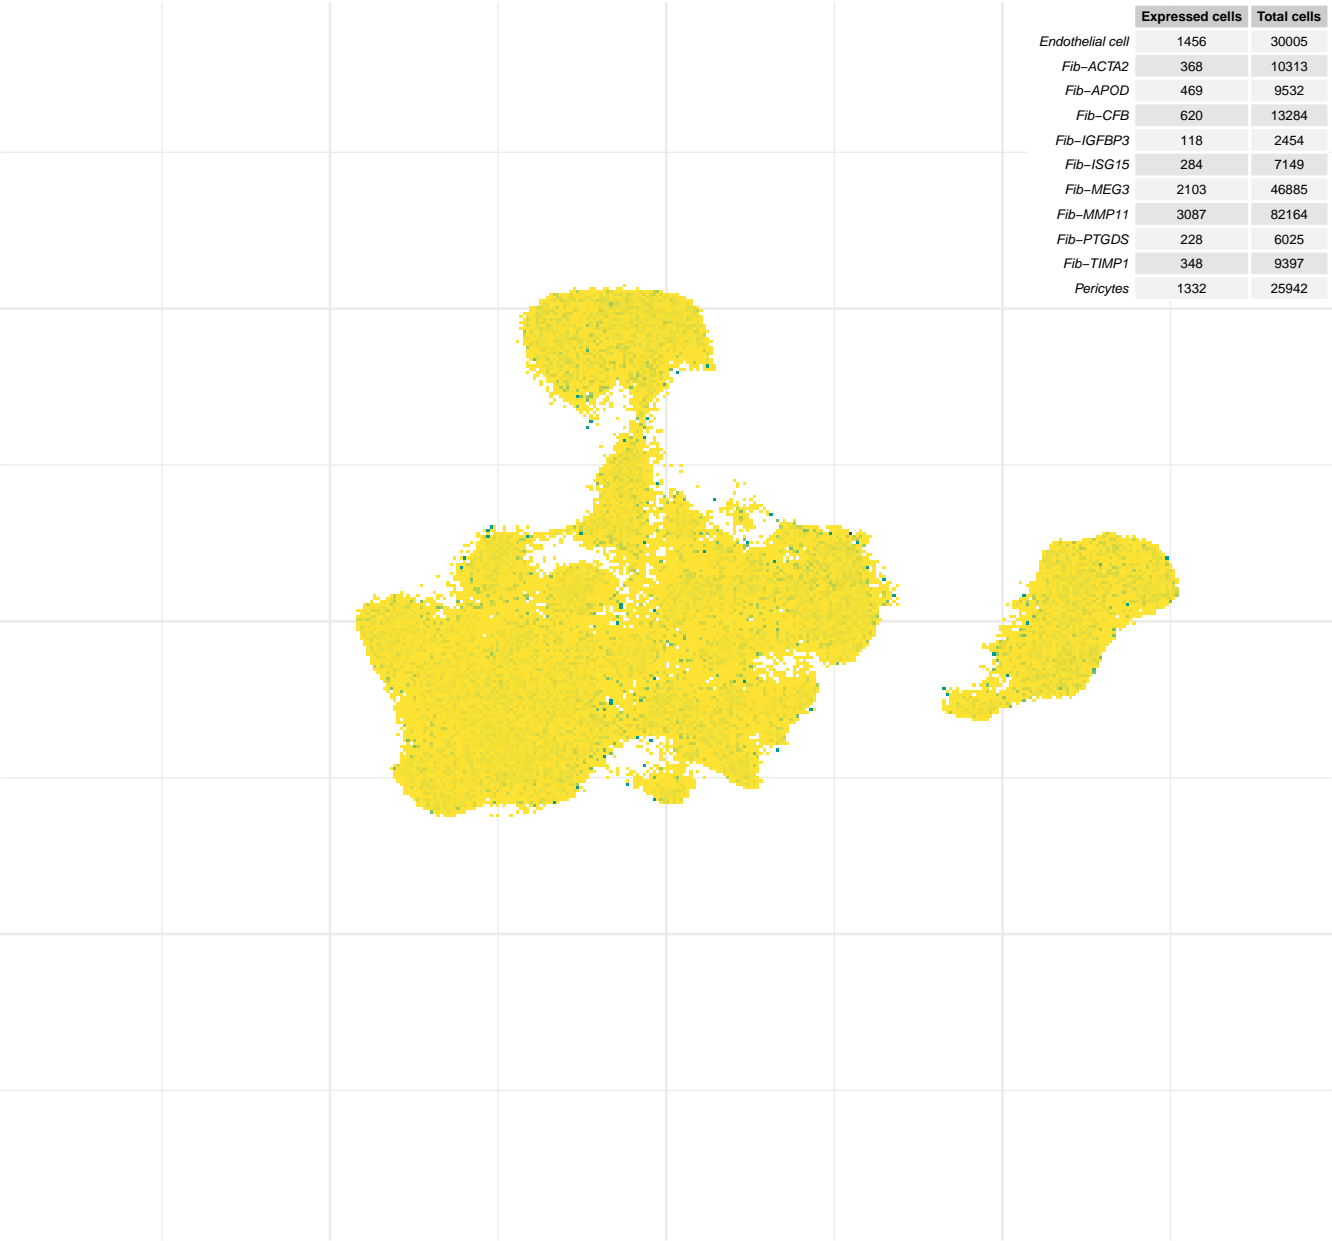 Expressed cells Total cells
Endothelial cell 1456 30005
Fib−ACTA2 368 10313
Fib−APOD 469 9532
Fib−CFB 620 13284
Fib−IGFBP3 118 2454
Fib−ISG15 284 7149
Fib−MEG3 2103 46885
Fib−MMP11 3087 82164
Fib−PTGDS 228 6025
Fib−TIMP1 348 9397
Pericytes 1332 25942